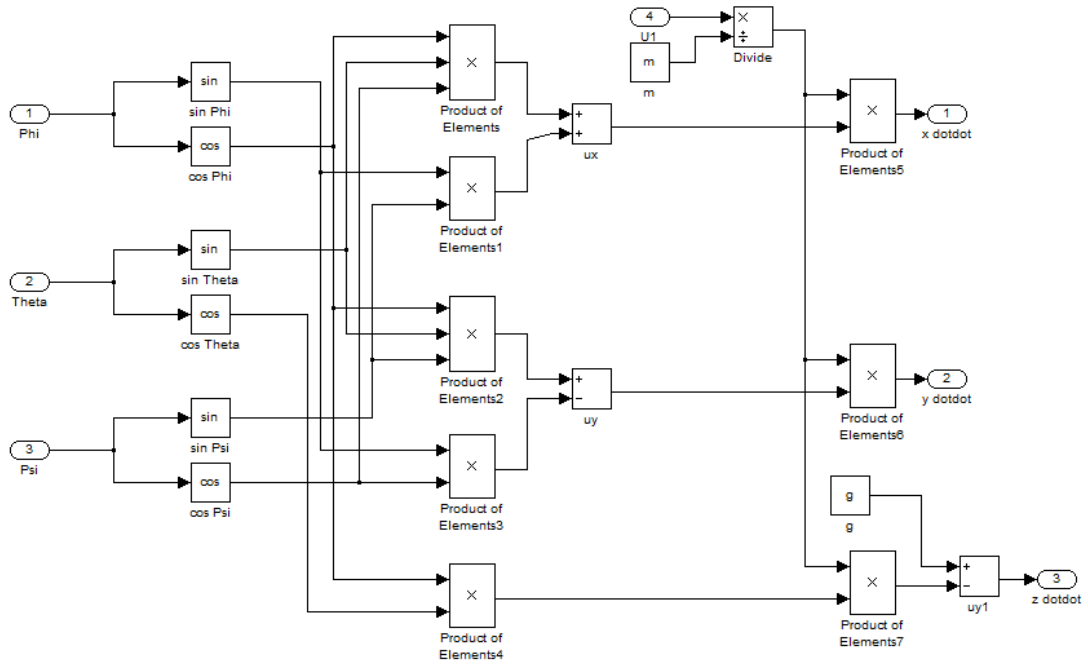 4
U1
×
÷
Divide
m
m
×
Product of
Elements
sin
sin Phi
1
Phi
cos
cos Phi
+
+
ux
×
Product of
Elements5
1
x dotdot
×
Product of
Elements1
sin
sin Theta
2
Theta
cos
cos Theta
×
Product of
Elements2
+
−
uy
×
Product of
Elements6
2
y dotdot
sin
sin Psi
3
Psi
cos
cos Psi
×
Product of
Elements3
g
g
×
Product of
Elements4
×
Product of
Elements7
+
−
uy1
3
z dotdot